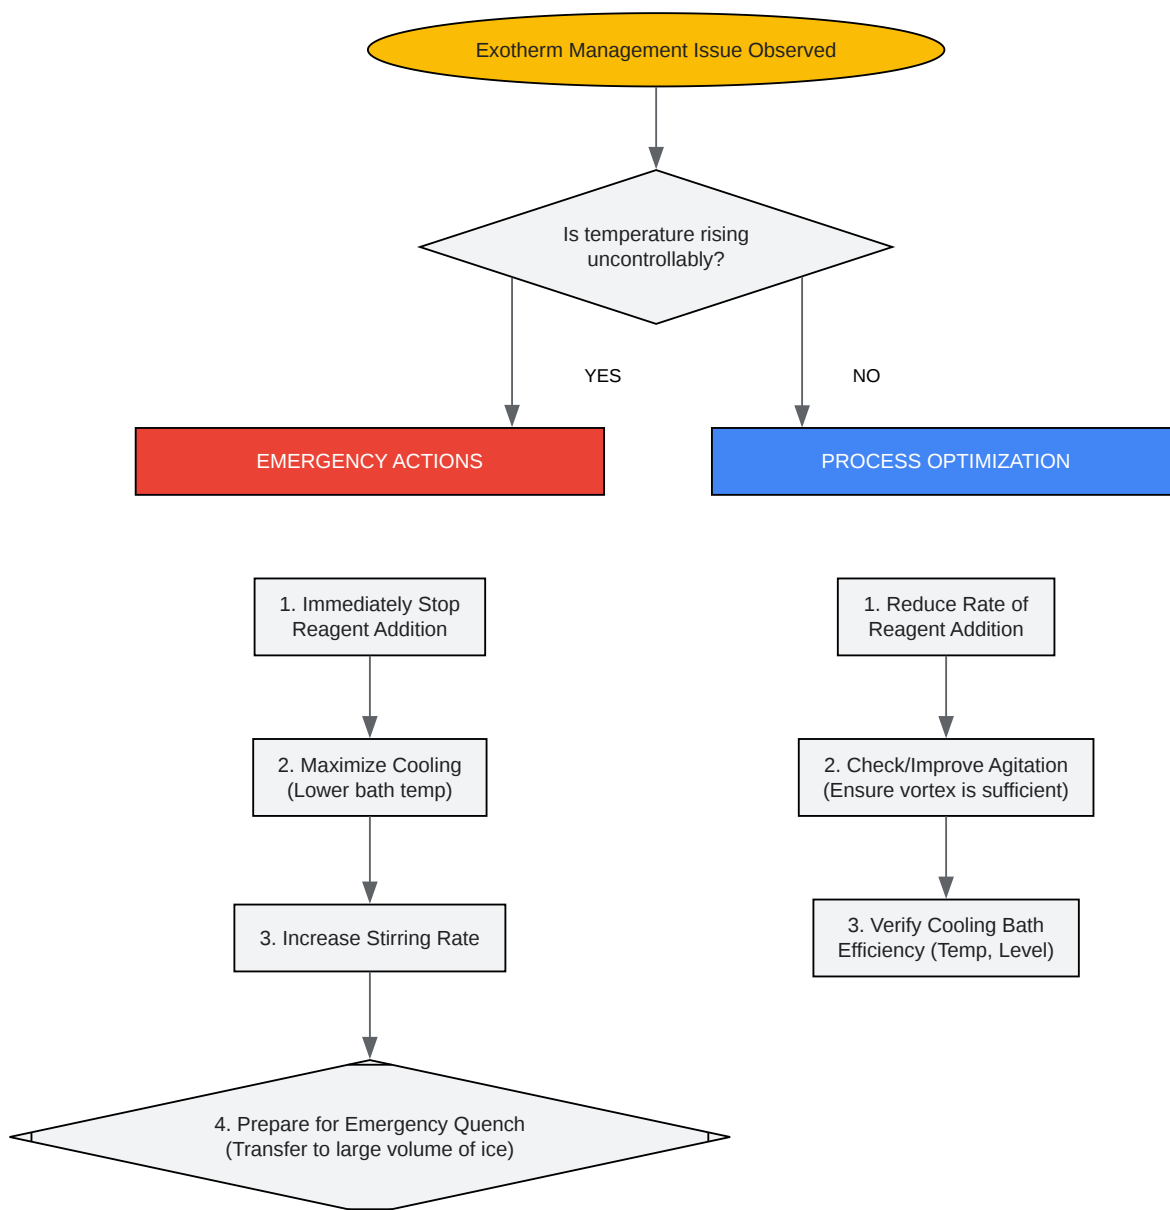 Exotherm Management Issue Observed
Is temperature rising
uncontrollably?
YES
NO
EMERGENCY ACTIONS
PROCESS OPTIMIZATION
1. Immediately Stop
Reagent Addition
2. Maximize Cooling
(Lower bath temp)
3. Increase Stirring Rate
4. Prepare for Emergency Quench
(Transfer to large volume of ice)
1. Reduce Rate of
Reagent Addition
2. Check/Improve Agitation
(Ensure vortex is sufficient)
3. Verify Cooling Bath
Efficiency (Temp, Level)